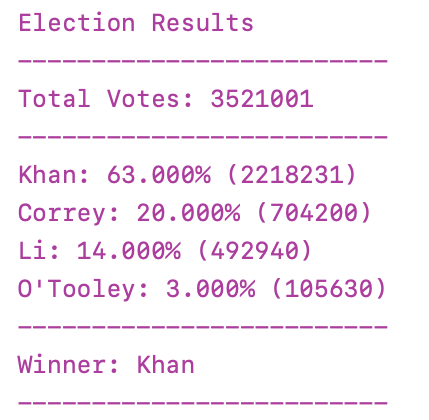 Election Results
-------------------------
Total Votes: 3521001
-------------------------
Khan: 63.000% (2218231)
Correy: 20.000% (704200)
Li: 14.000% (492940)
O'Tooley: 3.000% (105630)
-------------------------
Winner: Khan
-------------------------